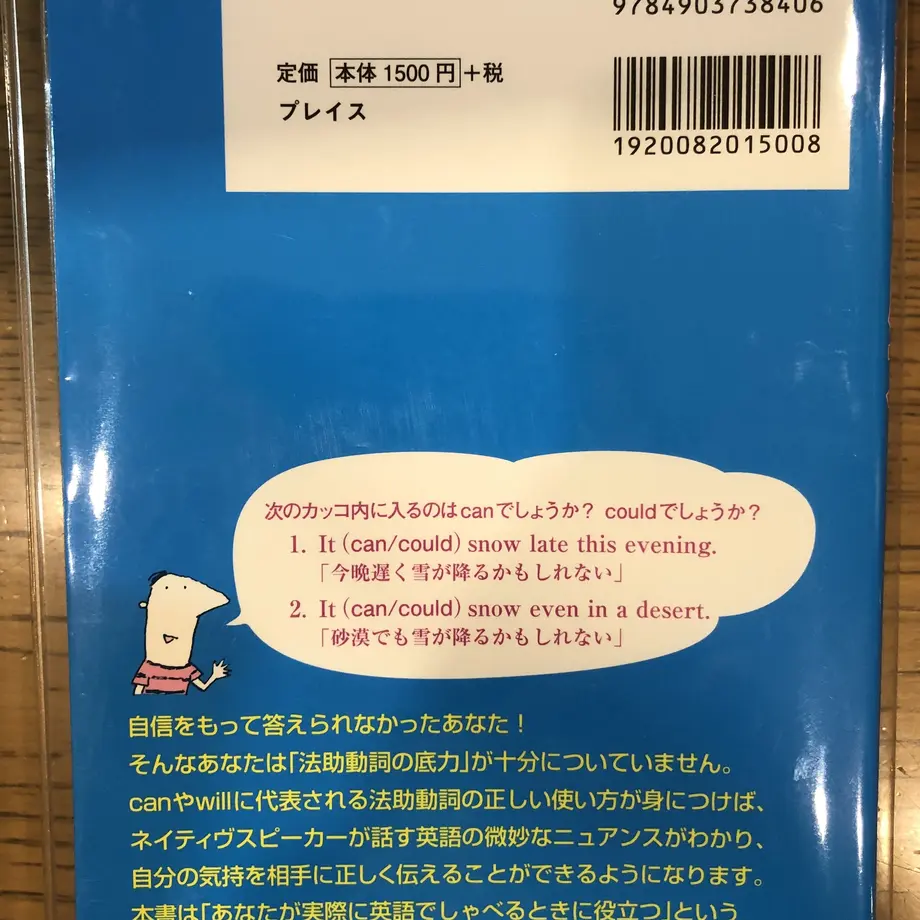 9784903738406
定価 本体1500円+税
プレイス
1920082015008
次のカッコ内に入るのはcanでしょうか? couldでしょうか?
1. It (can/could) snow late this evening.
「今晩遅く雪が降るかもしれない」
2. It (can/could) snow even in a desert.
「砂漠でも雪が降るかもしれない」
自信をもって答えられなかったあなた!
そんなあなたは「法助動詞の底力」が十分についていません。
canやwillに代表される法助動詞の正しい使い方が身につけば、
ネイティヴスピーカーが話す英語の微妙なニュアンスがわかり、
自分の気持を相手に正しく伝えることができるようになります。
本書は「あなたが実際に英語でしゃべるときに役立つ」という